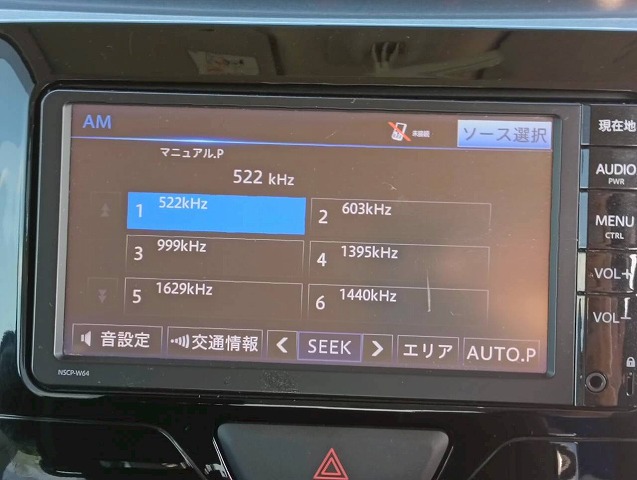 AM
未接続
ソース選択
マニュアル.P
522 kHz
1 522kHz
2 603kHz
3 999kHz
4 1395kHz
5 1629kHz
6 1440kHz
音設定
交通情報
< SEEK >
エリア
AUTO.P
NSCP-W64
現在地
AUDIO
PWR
MENU
CTRL
VOL+
VOL−